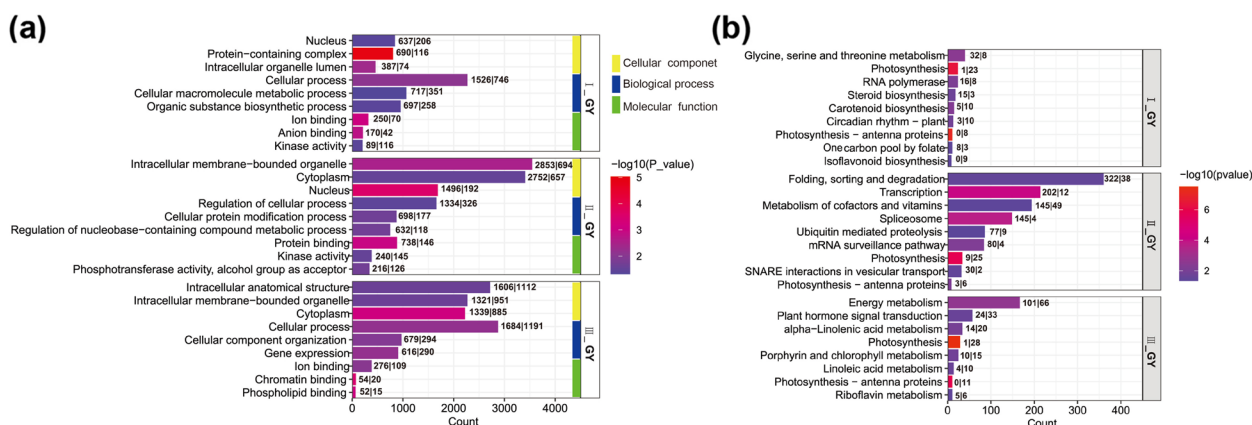 (a)
Nucleus 637|206
Protein-containing complex 690|116
Intracellular organelle lumen 387|74
Cellular process 1526|746
Cellular macromolecule metabolic process 717|351
Organic substance biosynthetic process 697|258
Ion binding 250|70
Anion binding 170|42
Kinase activity 89|116
I_GY
Intracellular membrane-bounded organelle 2853|694
Cytoplasm 2752|657
Nucleus 1496|192
Regulation of cellular process 1334|326
Cellular protein modification process 698|177
Regulation of nucleobase-containing compound metabolic process 632|118
Protein binding 738|146
Kinase activity 240|145
Phosphotransferase activity, alcohol group as acceptor 216|126
II_GY
Intracellular anatomical structure 1606|1112
Intracellular membrane-bounded organelle 1321|951
Cytoplasm 1339|885
Cellular process 1684|1191
Cellular component organization 679|294
Gene expression 616|290
Ion binding 276|109
Chromatin binding 54|20
Phospholipid binding 52|15
III_GY
0 1000 2000 3000 4000
Count
Cellular componet
Biological process
Molecular function
−log10(P_value)
5
4
3
2
(b)
Glycine, serine and threonine metabolism 32|8
Photosynthesis 1|23
RNA polymerase 16|8
Steroid biosynthesis 15|3
Carotenoid biosynthesis 5|10
Circadian rhythm − plant 3|10
Photosynthesis − antenna proteins 0|8
One carbon pool by folate 8|3
Isoflavonoid biosynthesis 0|9
I_GY
Folding, sorting and degradation 322|38
Transcription 202|12
Metabolism of cofactors and vitamins 145|49
Spliceosome 145|4
Ubiquitin mediated proteolysis 77|9
mRNA surveillance pathway 80|4
Photosynthesis 9|25
SNARE interactions in vesicular transport 30|2
Photosynthesis − antenna proteins 3|6
II_GY
Energy metabolism 101|66
Plant hormone signal transduction 24|33
alpha−Linolenic acid metabolism 14|20
Photosynthesis 1|28
Porphyrin and chlorophyll metabolism 10|15
Linoleic acid metabolism 4|10
Photosynthesis − antenna proteins 0|11
Riboflavin metabolism 5|6
III_GY
0 100 200 300 400
Count
−log10(pvalue)
6
4
2